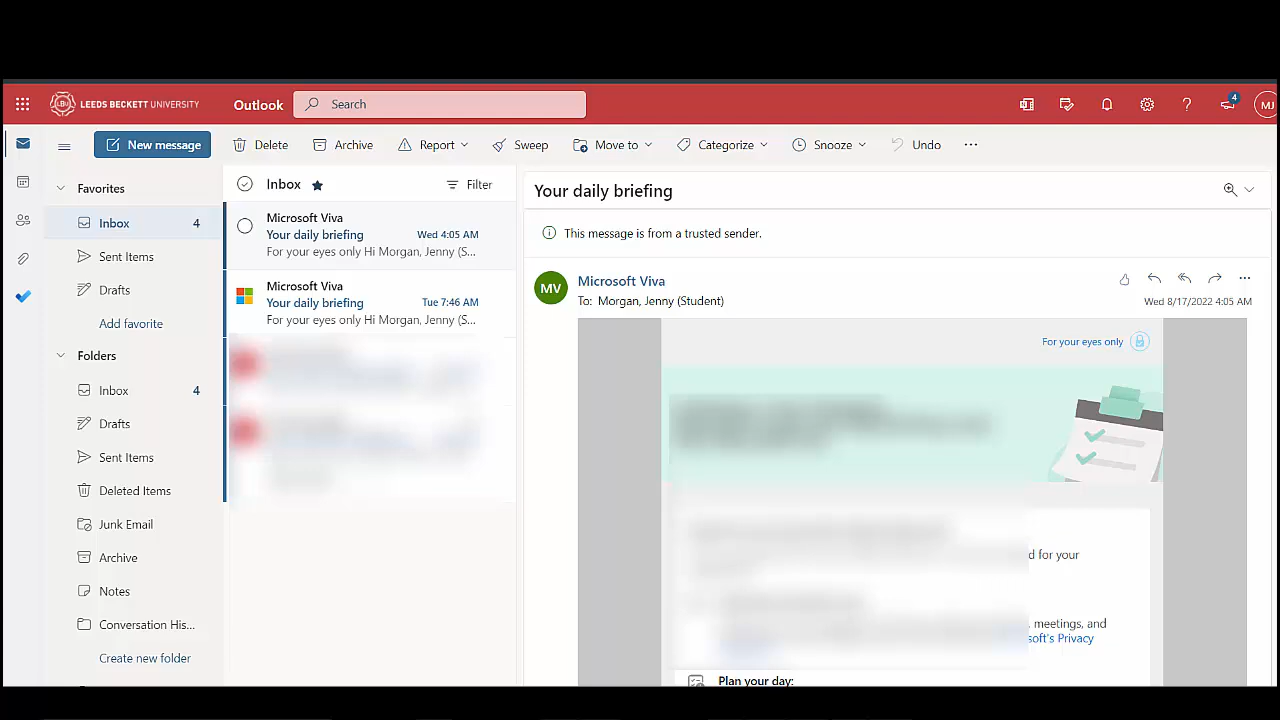 LBU LEEDS BECKETT UNIVERSITY
Outlook
Search
4
MJ
New message
Delete
Archive
Report
Sweep
Move to
Categorize
Snooze
Undo
Favorites
Inbox 4
Sent Items
Drafts
Add favorite
Folders
Inbox 4
Drafts
Sent Items
Deleted Items
Junk Email
Archive
Notes
Conversation His...
Create new folder
Inbox
Filter
Microsoft Viva
Your daily briefing Wed 4:05 AM
For your eyes only Hi Morgan, Jenny (S...
Microsoft Viva
Your daily briefing Tue 7:46 AM
For your eyes only Hi Morgan, Jenny (S...
Your daily briefing
This message is from a trusted sender.
MV
Microsoft Viva
To: Morgan, Jenny (Student)
Wed 8/17/2022 4:05 AM
For your eyes only
d for your
, meetings, and
soft's Privacy
Plan your day: